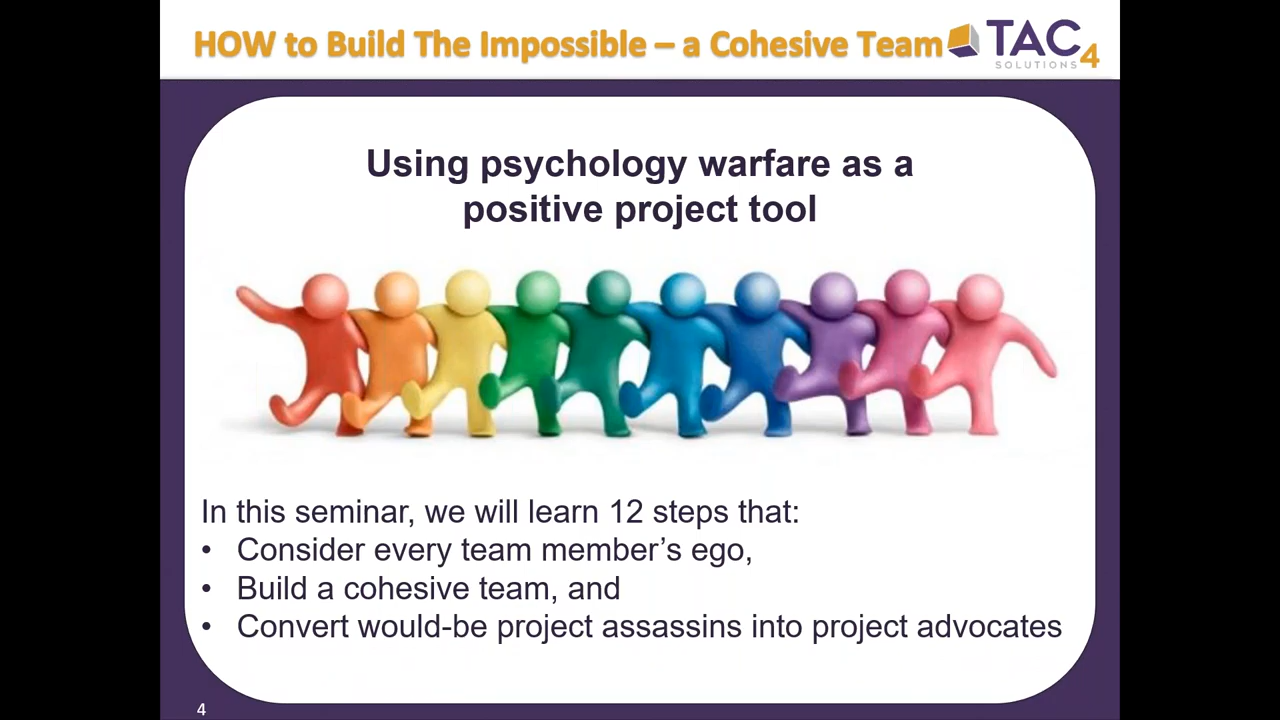 HOW to Build The Impossible – a Cohesive Team
TAC4
SOLUTIONS
Using psychology warfare as a
positive project tool
In this seminar, we will learn 12 steps that:
• Consider every team member’s ego,
• Build a cohesive team, and
• Convert would-be project assassins into project advocates
4